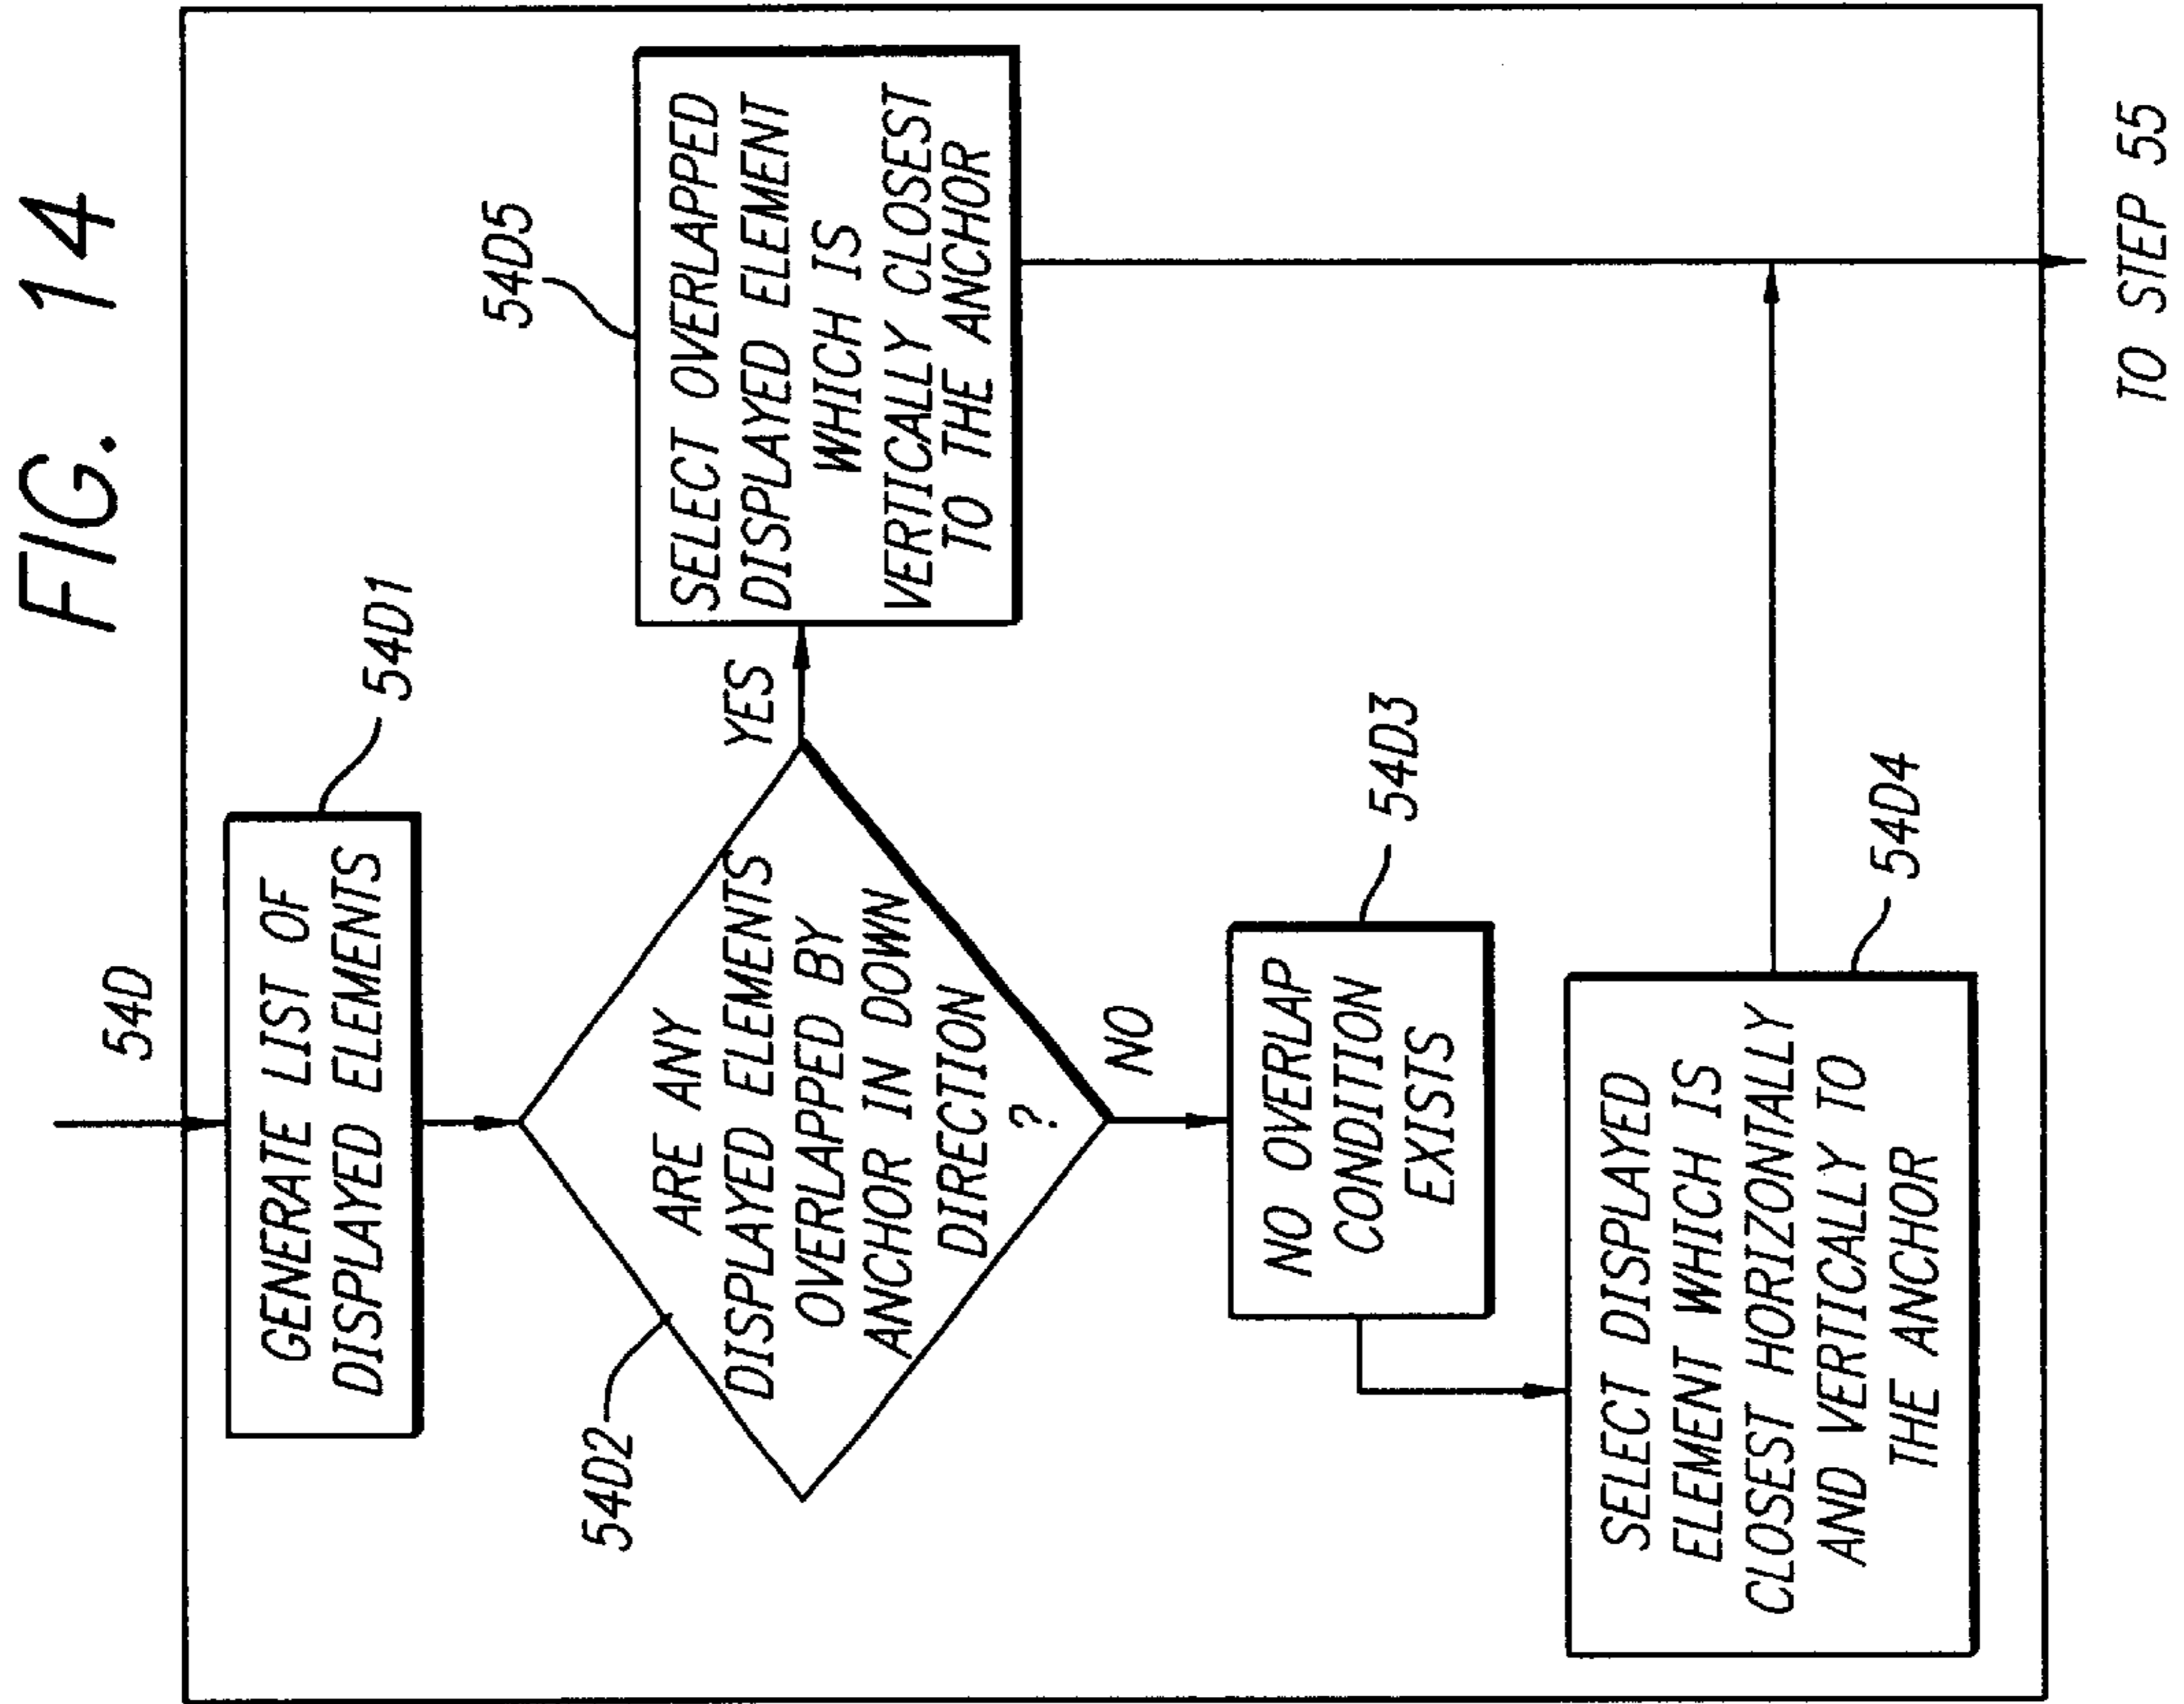 FIG. 14
54D
GENERATE LIST OF
DISPLAYED ELEMENTS
54D1
ARE ANY
DISPLAYED ELEMENTS
OVERLAPPED BY
ANCHOR IN DOWN
DIRECTION
?
54D2
YES
SELECT OVERLAPPED
DISPLAYED ELEMENT
WHICH IS
VERTICALLY CLOSEST
TO THE ANCHOR
54D5
NO
NO OVERLAP
CONDITION
EXISTS
54D3
SELECT DISPLAYED
ELEMENT WHICH IS
CLOSEST HORIZONTALLY
AND VERTICALLY TO
THE ANCHOR
54D4
TO STEP 55